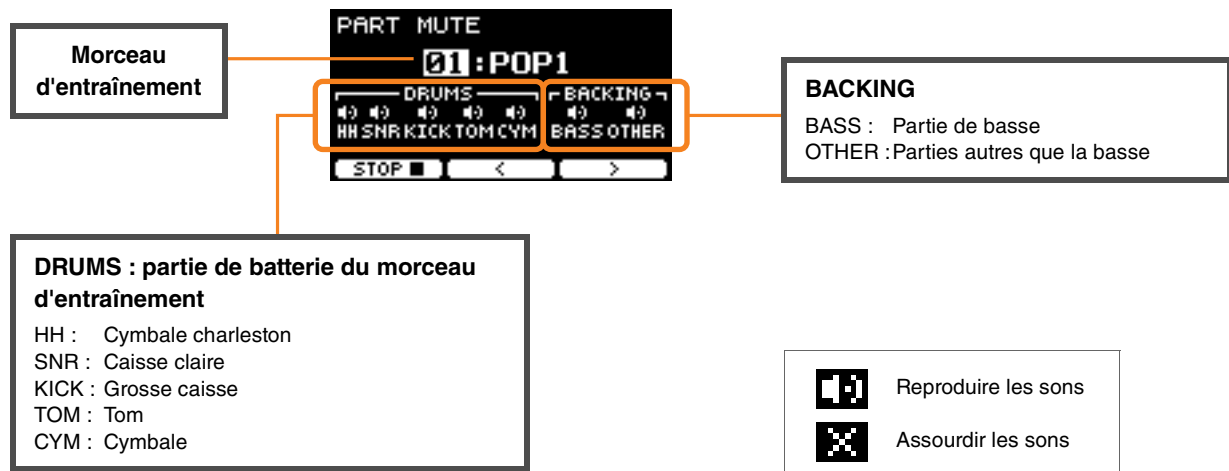 Morceau
d'entraînement
PART MUTE
01:POP1
DRUMS
BACKING
HH SNR KICK TOM CYM BASS OTHER
STOP ■ < >
BACKING
BASS : Partie de basse
OTHER : Parties autres que la basse
DRUMS : partie de batterie du morceau
d'entraînement
HH : Cymbale charleston
SNR : Caisse claire
KICK : Grosse caisse
TOM : Tom
CYM : Cymbale
Reproduire les sons
Assourdir les sons